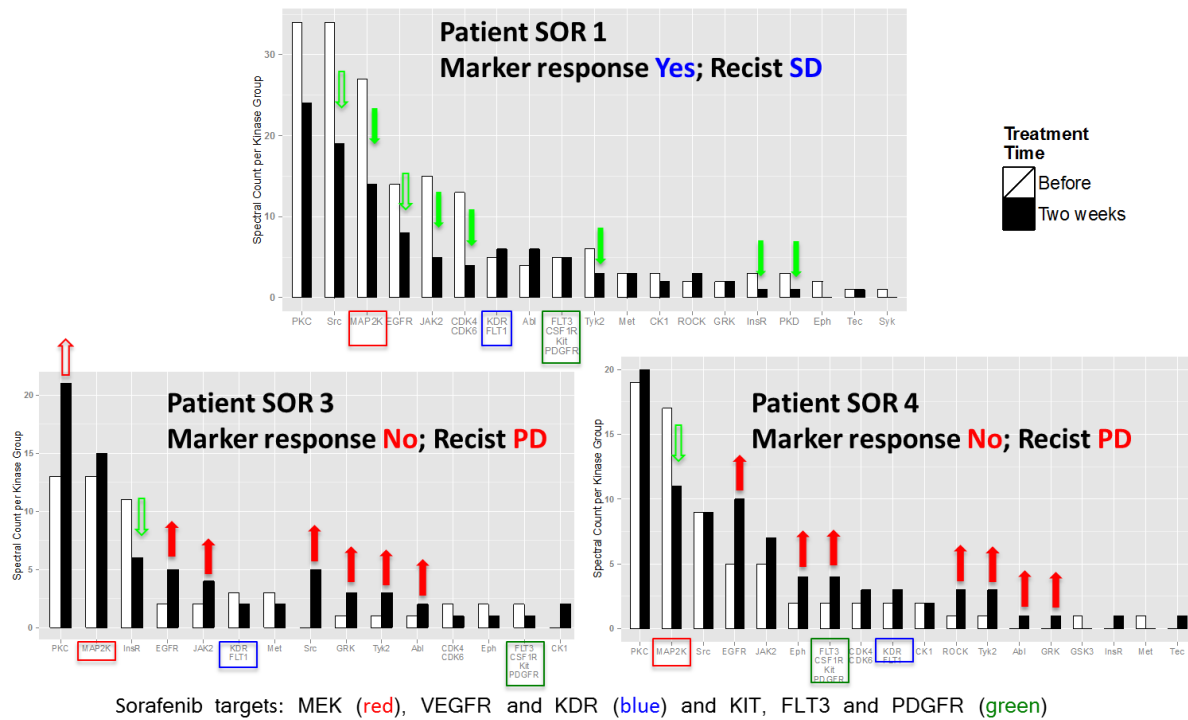 Patient SOR 1
Marker response Yes; Recist SD
Spectral Count per Kinase Group
30
20
10
0
PKC Src MAP2K EGFR JAK2 CDK4 KDR Abl FLT3 Tyk2 Met CK1 ROCK GRK InsR PKD Eph Tec Syk
CDK6 FLT1 CSF1R
Kit
PDGFR
Treatment
Time
Before
Two weeks
Patient SOR 3
Marker response No; Recist PD
Spectral Count per Kinase Group
20
15
10
5
0
PKC MAP2K InsR EGFR JAK2 KDR Met Src GRK Tyk2 Abl CDK4 Eph FLT3 CK1
FLT1 CDK6 CSF1R
Kit
PDGFR
Patient SOR 4
Marker response No; Recist PD
Spectral Count per Kinase Group
20
15
10
5
0
PKC MAP2K Src EGFR JAK2 Eph FLT3 CDK4 KDR CK1 ROCK Tyk2 Abl GRK GSK3 InsR Met Tec
CSF1R CDK6 FLT1
Kit
PDGFR
Sorafenib targets: MEK (red), VEGFR and KDR (blue) and KIT, FLT3 and PDGFR (green)